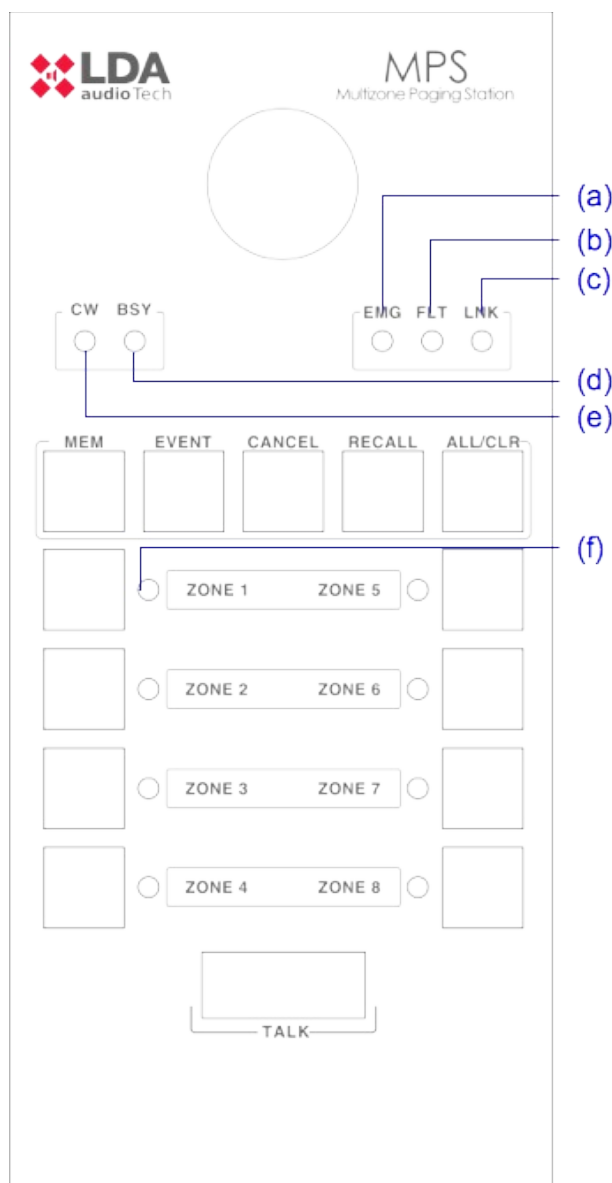 LDA
audio Tech
MPS
Multizone Paging Station
(a)
(b)
(c)
CW BSY
EMG FLT LNK
(d)
(e)
MEM EVENT CANCEL RECALL ALL/CLR
(f)
ZONE 1 ZONE 5
ZONE 2 ZONE 6
ZONE 3 ZONE 7
ZONE 4 ZONE 8
TALK